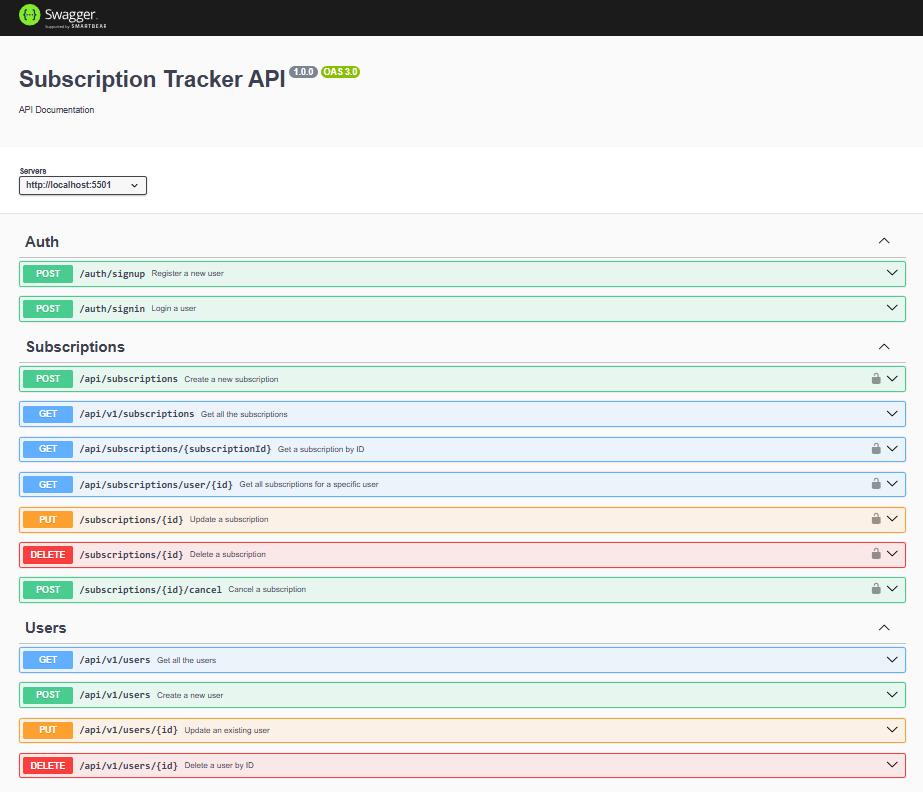 Swagger.
Supported by SMARTBEAR
Subscription Tracker API 1.0.0 OAS 3.0
API Documentation
Servers
http://localhost:5501
Auth
POST /auth/signup Register a new user
POST /auth/signin Login a user
Subscriptions
POST /api/subscriptions Create a new subscription
GET /api/v1/subscriptions Get all the subscriptions
GET /api/subscriptions/{subscriptionId} Get a subscription by ID
GET /api/subscriptions/user/{id} Get all subscriptions for a specific user
PUT /subscriptions/{id} Update a subscription
DELETE /subscriptions/{id} Delete a subscription
POST /subscriptions/{id}/cancel Cancel a subscription
Users
GET /api/v1/users Get all the users
POST /api/v1/users Create a new user
PUT /api/v1/users/{id} Update an existing user
DELETE /api/v1/users/{id} Delete a user by ID